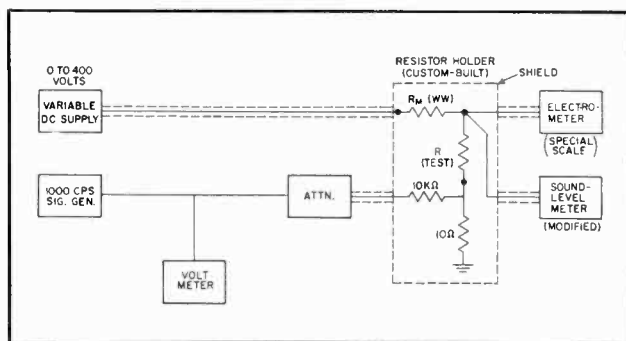 0 TO 400
VOLTS
VARIABLE
DC SUPPLY
RESISTOR HOLDER
(CUSTOM-BUILT)
SHIELD
RM (WW)
ELECTRO-
METER
(SPECIAL
SCALE)
R
(TEST)
1000 CPS
SIG. GEN.
ATTN.
10KΩ
SOUND-
LEVEL
METER
(MODIFIED)
10Ω
VOLT
METER